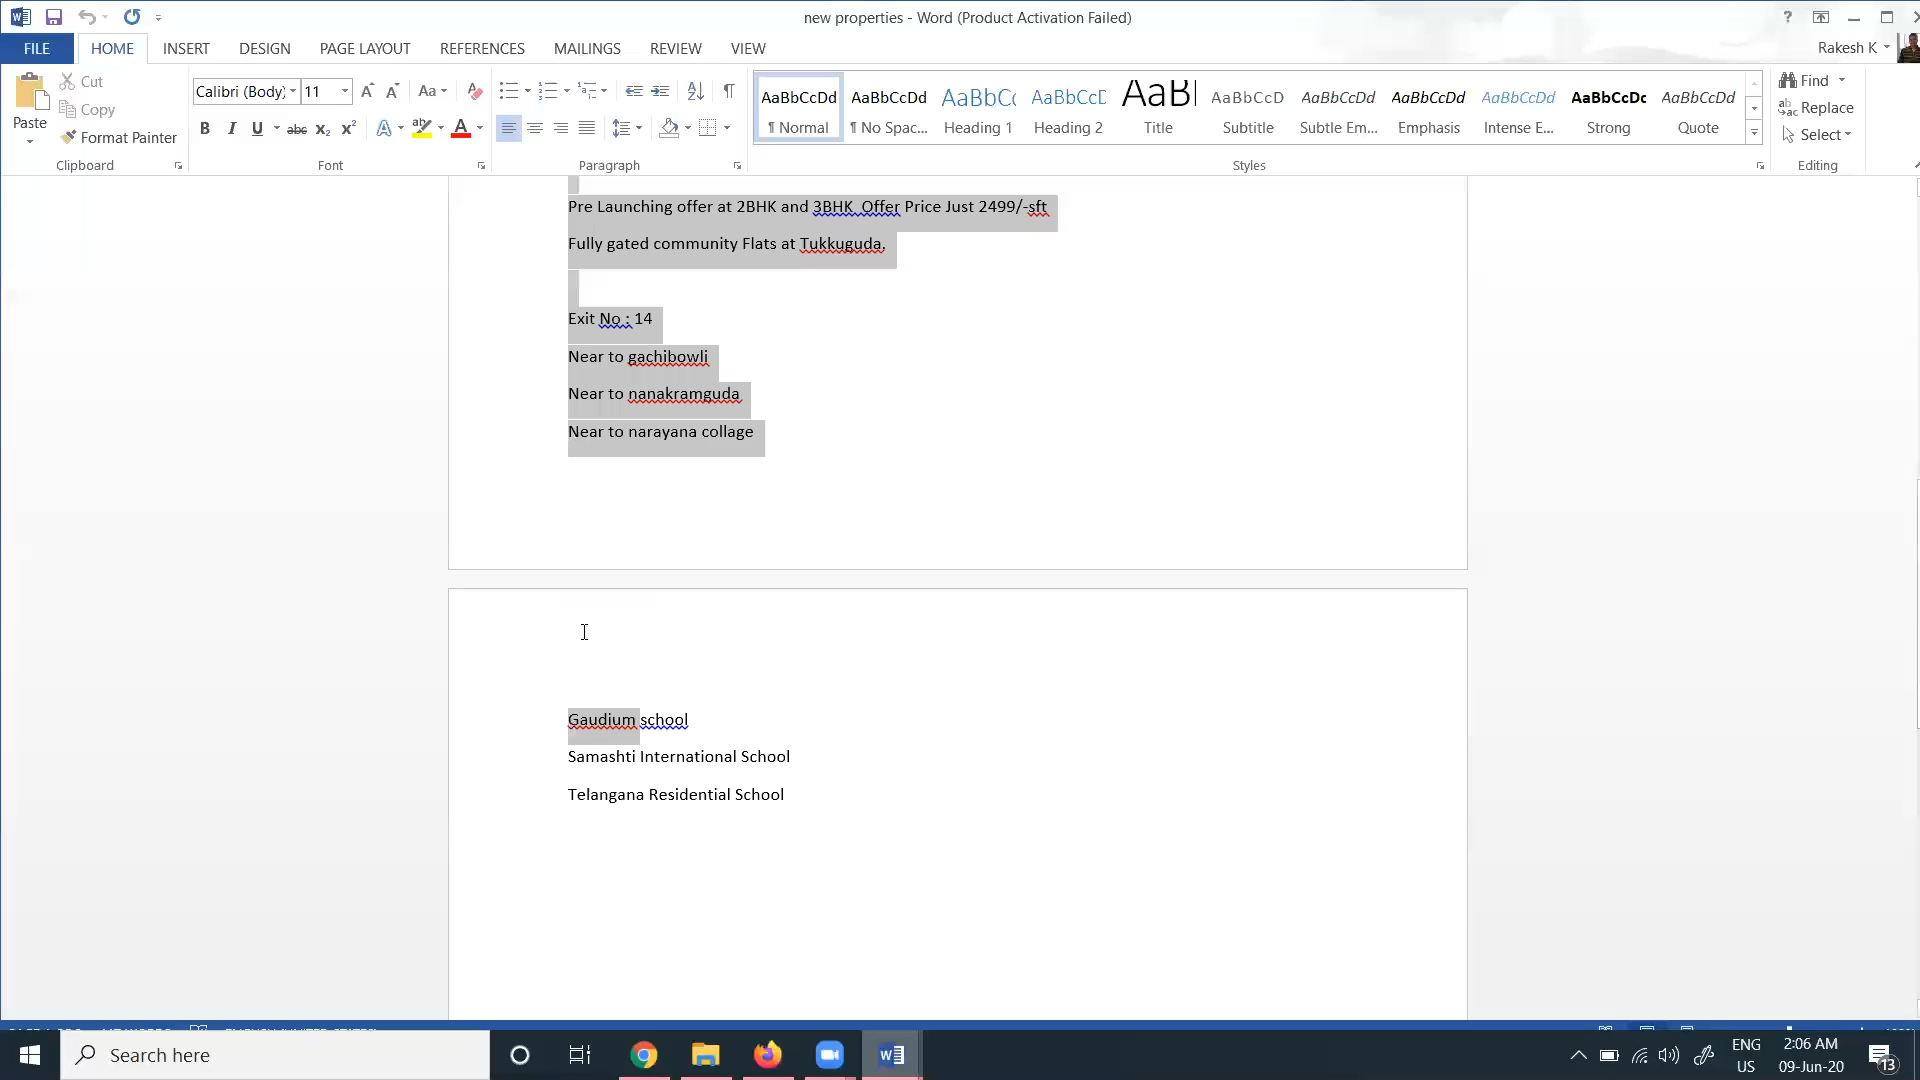 new properties - Word (Product Activation Failed)
FILE HOME INSERT DESIGN PAGE LAYOUT REFERENCES MAILINGS REVIEW VIEW
Rakesh K
Paste
Cut
Copy
Format Painter
Clipboard
Calibri (Body) 11
Font
Paragraph
AaBbCcDd AaBbCcDd AaBbCc AaBbCcD AaBl AaBbCcD AaBbCcDd AaBbCcDd AaBbCcDd AaBbCcDc AaBbCcDd
¶ Normal ¶ No Spac... Heading 1 Heading 2 Title Subtitle Subtle Em... Emphasis Intense E... Strong Quote
Styles
Find
Replace
Select
Editing
Pre Launching offer at 2BHK and 3BHK  Offer Price Just 2499/-sft
Fully gated community Flats at Tukkuguda.
Exit No : 14
Near to gachibowli
Near to nanakramguda
Near to narayana collage
Gaudium school
Samashti International School
Telangana Residential School
Search here
ENG
US
2:06 AM
09-Jun-20
13